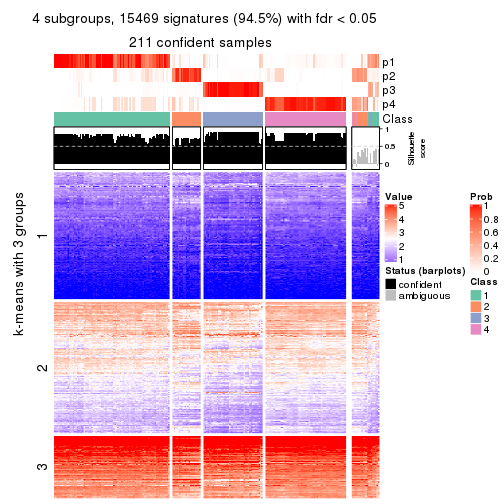 4 subgroups, 15469 signatures (94.5%) with fdr < 0.05
211 confident samples
p1
p2
p3
p4
Class
1
0.5
0
Silhouette
score
k-means with 3 groups
1
2
3
Value
5
4
3
2
1
Status (barplots)
confident
ambiguous
Prob
1
0.8
0.6
0.4
0.2
0
Class
1
2
3
4